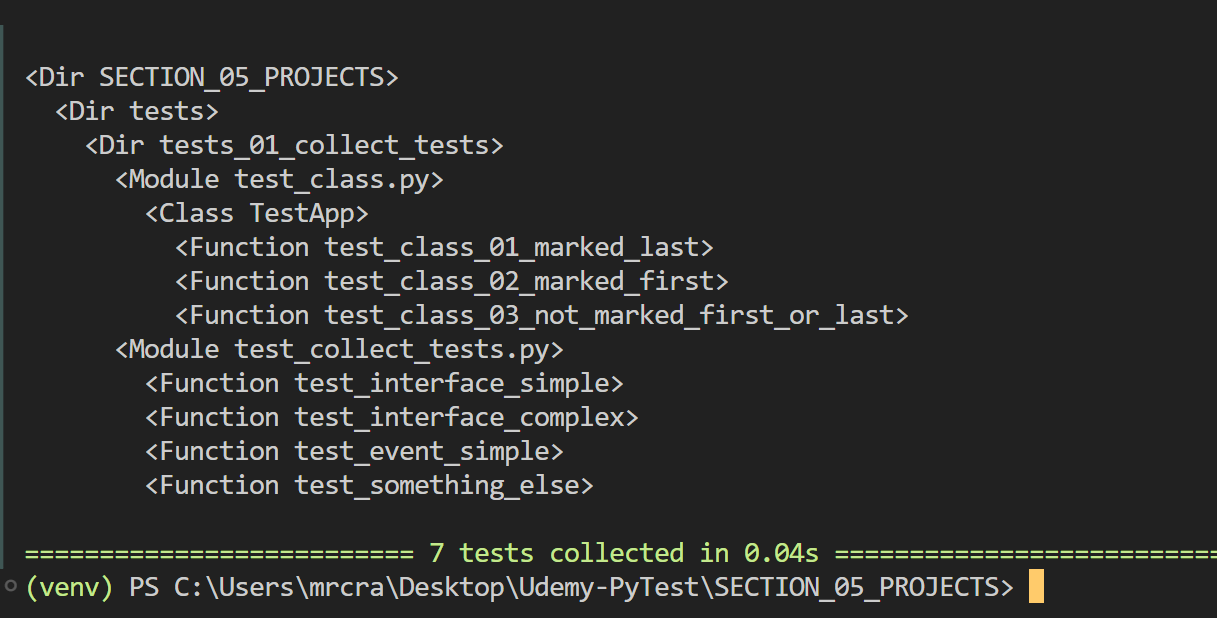 <Dir SECTION_05_PROJECTS>
  <Dir tests>
    <Dir tests_01_collect_tests>
      <Module test_class.py>
        <Class TestApp>
          <Function test_class_01_marked_last>
          <Function test_class_02_marked_first>
          <Function test_class_03_not_marked_first_or_last>
      <Module test_collect_tests.py>
        <Function test_interface_simple>
        <Function test_interface_complex>
        <Function test_event_simple>
        <Function test_something_else>
========================== 7 tests collected in 0.04s ==========================
(venv) PS C:\Users\mrcra\Desktop\Udemy-PyTest\SECTION_05_PROJECTS>